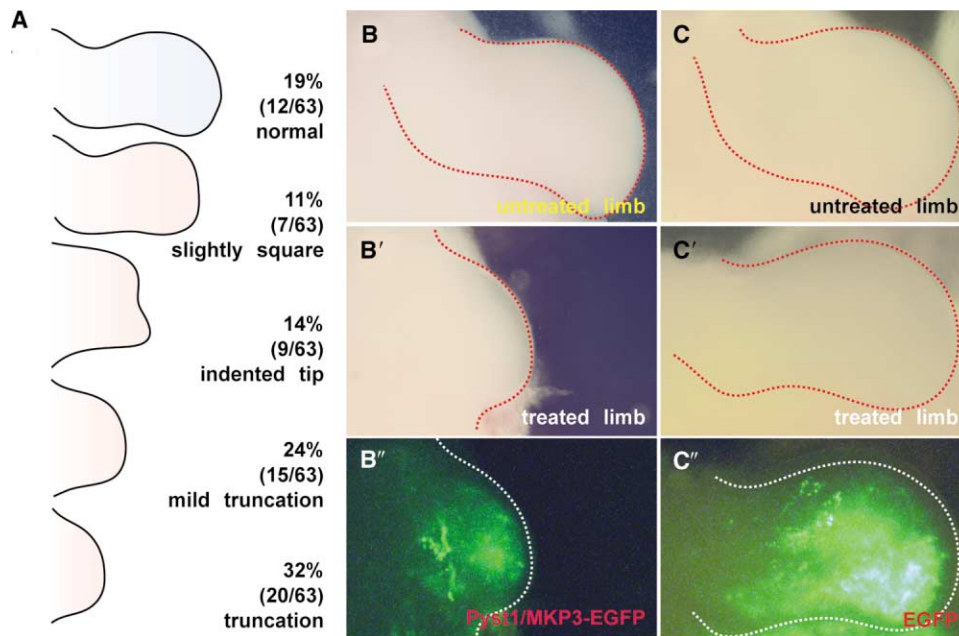 A
19%
(12/63)
normal
11%
(7/63)
slightly square
14%
(9/63)
indented tip
24%
(15/63)
mild truncation
32%
(20/63)
truncation
B
untreated limb
C
untreated limb
B′
treated limb
C′
treated limb
B″
Pyst1/MKP3-EGFP
C″
EGFP